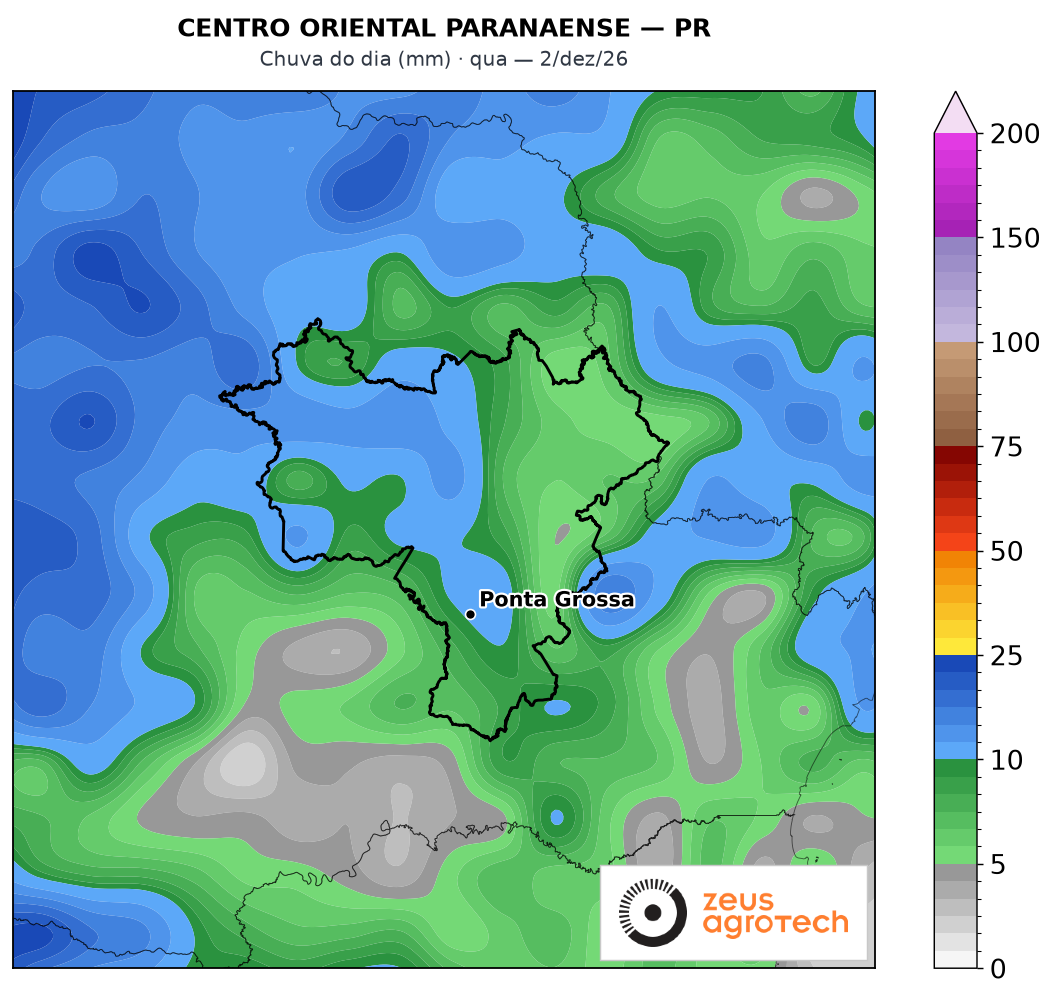 CENTRO ORIENTAL PARANAENSE — PR
Chuva do dia (mm) · qua — 2/dez/26
200
150
100
75
50
25
10
5
0
Ponta Grossa
zeus
agrotech